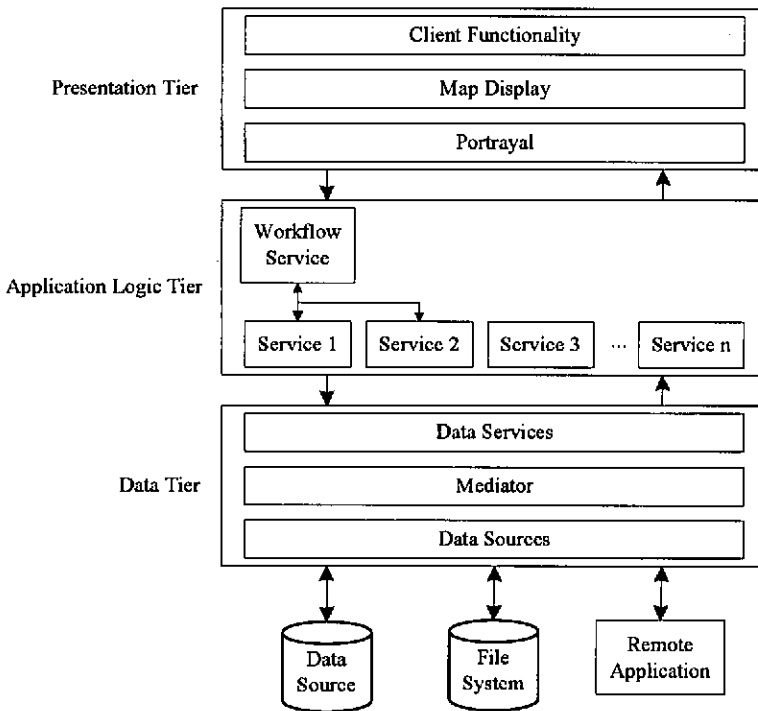 Client Functionality
Presentation Tier
Map Display
Portrayal
Workflow
Service
Application Logic Tier
Service 1
Service 2
Service 3
...
Service n
Data Services
Data Tier
Mediator
Data Sources
Data
Source
File
System
Remote
Application